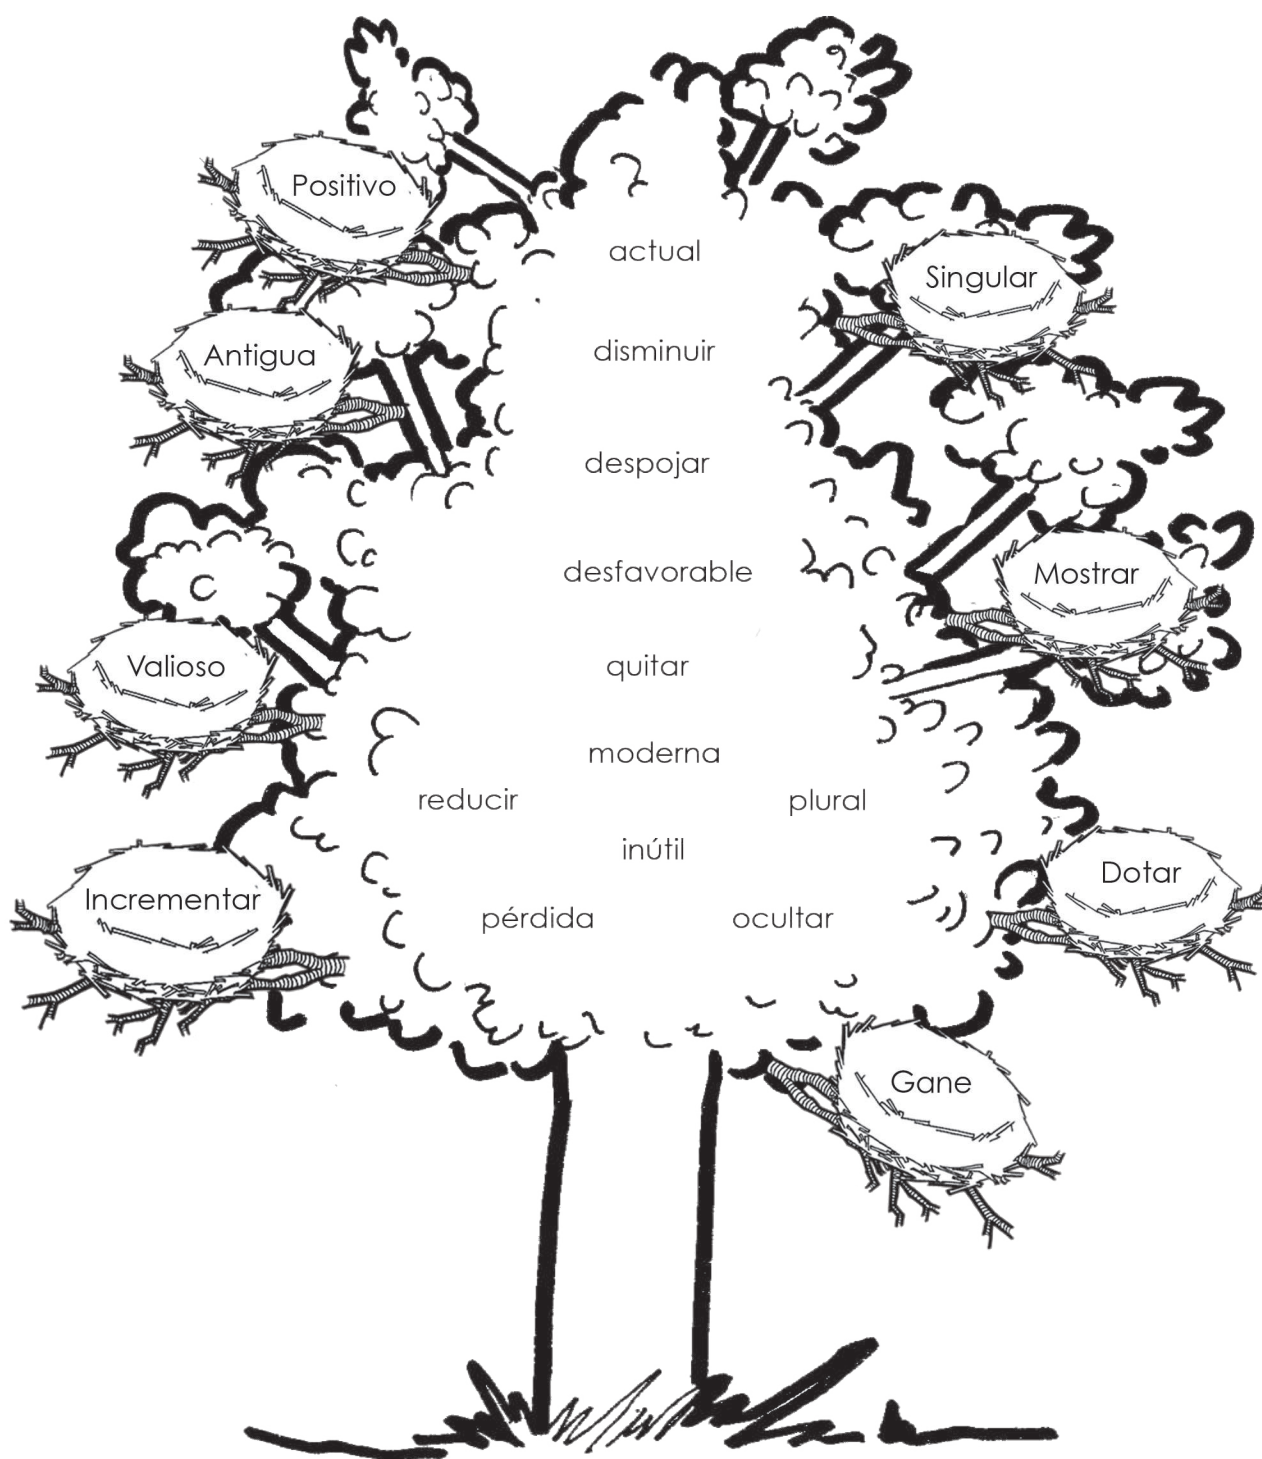 Positivo
actual
Singular
Antigua
disminuir
despojar
desfavorable
Mostrar
Valioso
quitar
moderna
reducir
plural
inútil
Incrementar
Dotar
pérdida
ocultar
Gane